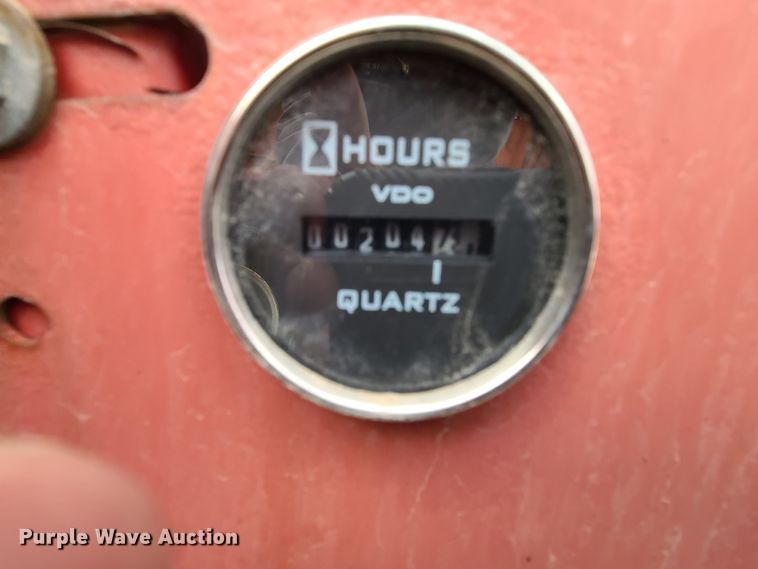 HOURS
VDO
00204
QUARTZ
Purple Wave Auction